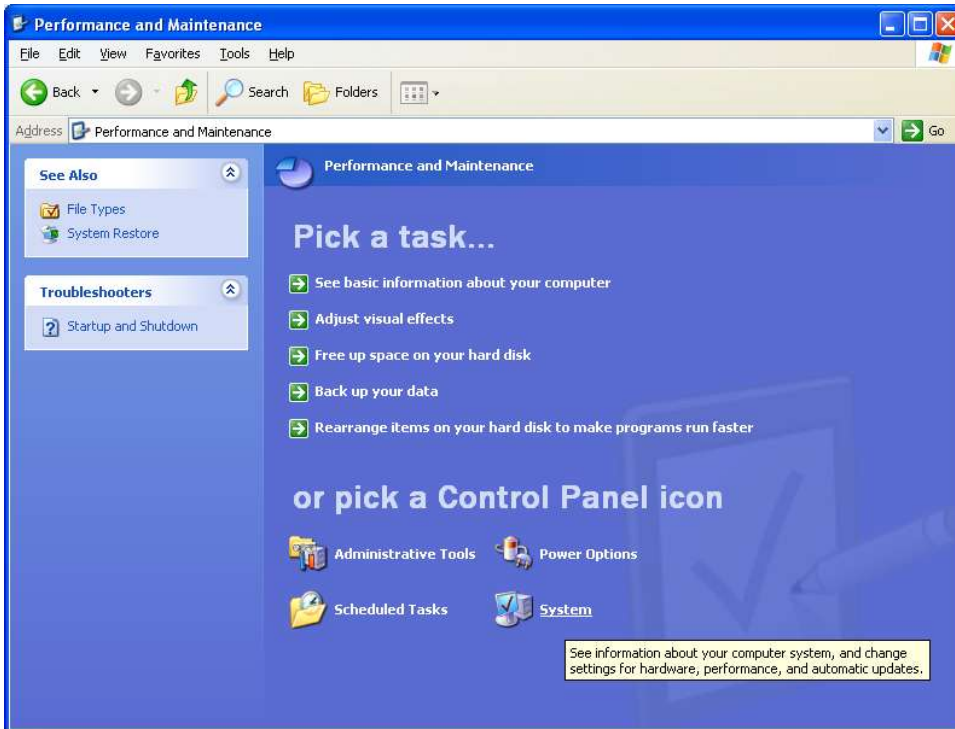 Performance and Maintenance
File Edit View Favorites Tools Help
Back Search Folders
Address Performance and Maintenance Go
See Also
File Types
System Restore
Troubleshooters
Startup and Shutdown
Performance and Maintenance
Pick a task...
See basic information about your computer
Adjust visual effects
Free up space on your hard disk
Back up your data
Rearrange items on your hard disk to make programs run faster
or pick a Control Panel icon
Administrative Tools Power Options
Scheduled Tasks System
See information about your computer system, and change
settings for hardware, performance, and automatic updates.